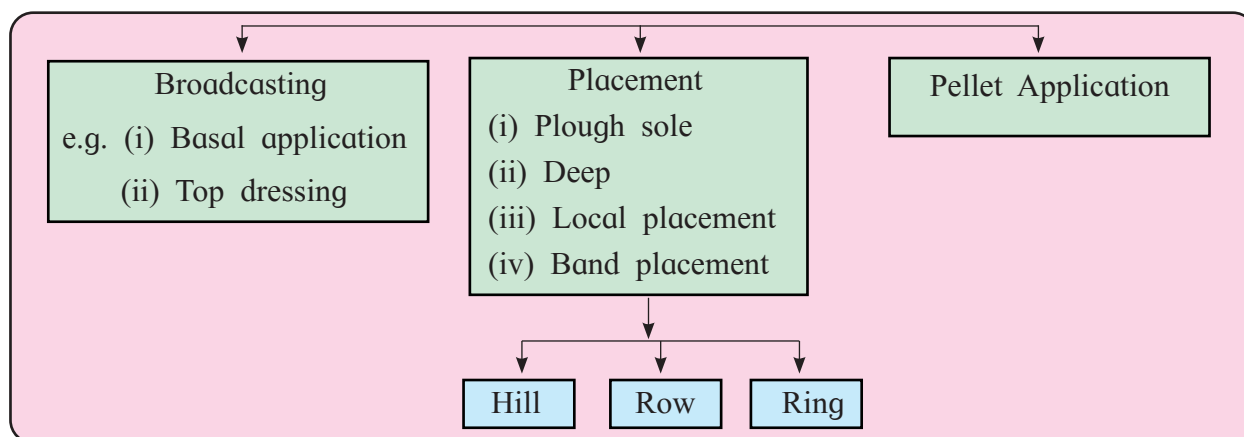 Broadcasting
e.g. (i) Basal application
(ii) Top dressing
Placement
(i) Plough sole
(ii) Deep
(iii) Local placement
(iv) Band placement
Pellet Application
Hill
Row
Ring